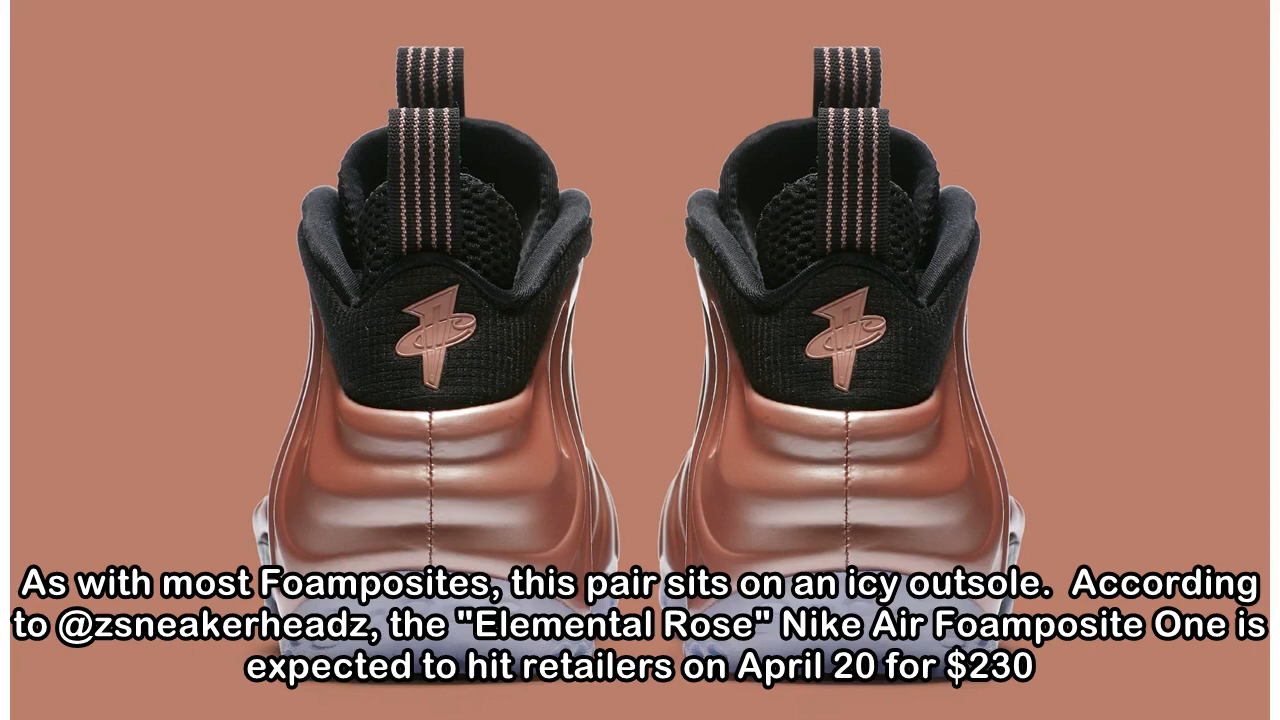 As with most Foamposites, this pair sits on an icy outsole.  According
to @zsneakerheadz, the "Elemental Rose" Nike Air Foamposite One is
expected to hit retailers on April 20 for $230